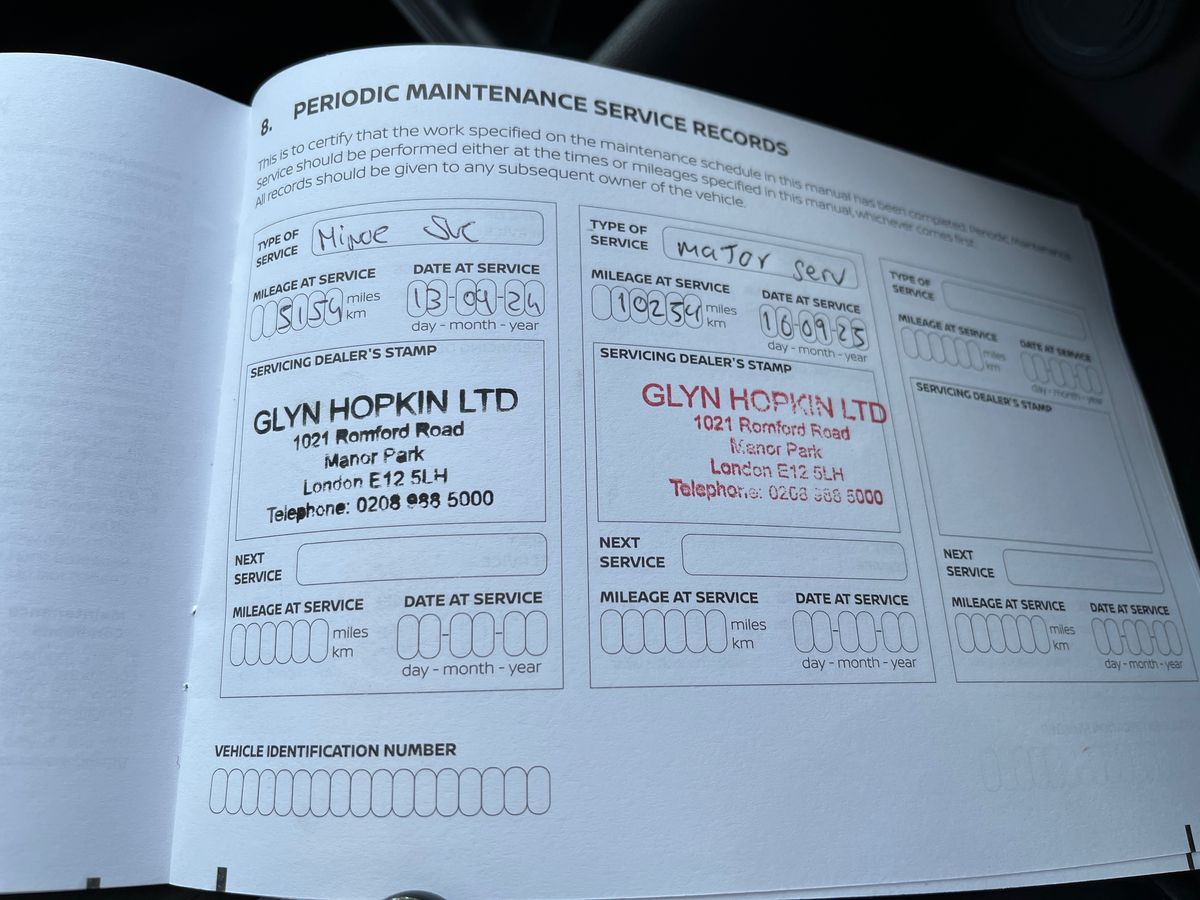 8. PERIODIC MAINTENANCE SERVICE RECORDS
This is to certify that the work specified on the maintenance schedule in this manual has been completed. Periodic Maintenance
Service should be performed either at the times or mileages specified in this manual, whichever comes first.
All records should be given to any subsequent owner of the vehicle.
TYPE OF
SERVICE
Minoe Svc
MILEAGE AT SERVICE
5154
miles
km
DATE AT SERVICE
13-09-24
day - month - year
SERVICING DEALER'S STAMP
GLYN HOPKIN LTD
1021 Romford Road
Manor Park
London E12 5LH
Telephone: 0208 988 5000
NEXT
SERVICE
MILEAGE AT SERVICE
miles
km
DATE AT SERVICE
day - month - year
TYPE OF
SERVICE
maJor serv
MILEAGE AT SERVICE
10254
miles
km
DATE AT SERVICE
16-09-25
day - month - year
SERVICING DEALER'S STAMP
GLYN HOPKIN LTD
1021 Romford Road
Manor Park
London E12 5LH
Telephone: 0208 988 5000
NEXT
SERVICE
MILEAGE AT SERVICE
miles
km
DATE AT SERVICE
day - month - year
TYPE OF
SERVICE
MILEAGE AT SERVICE
miles
km
DATE AT SERVICE
day - month - year
SERVICING DEALER'S STAMP
NEXT
SERVICE
MILEAGE AT SERVICE
miles
km
DATE AT SERVICE
day - month - year
VEHICLE IDENTIFICATION NUMBER